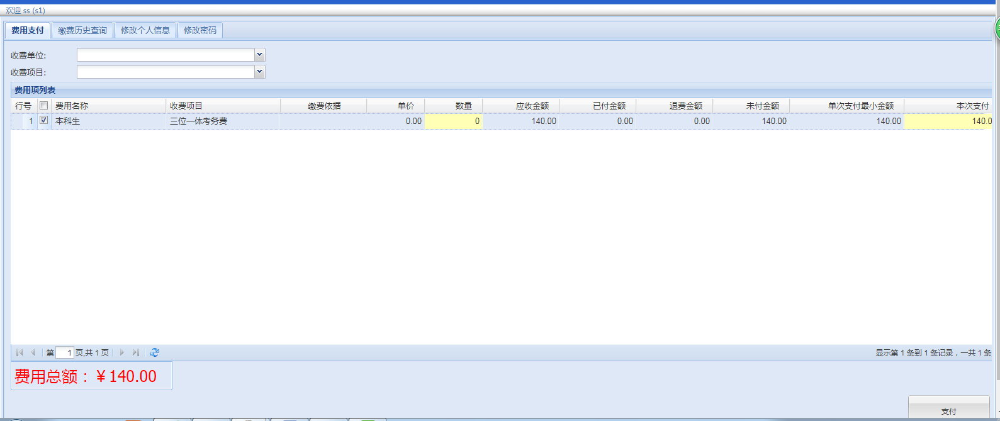 欢迎 ss (s1)
费用支付 缴费历史查询 修改个人信息 修改密码
收费单位:
收费项目:
费用项列表
行号 费用名称 收费项目 缴费依据 单价 数量 应收金额 已付金额 退费金额 未付金额 单次支付最小金额 本次支付
1 本科生 三位一体考务费 0.00 0 140.00 0.00 0.00 140.00 140.00 140.0
第 1 页,共 1 页 显示第 1 条到 1 条记录，一共 1 条
费用总额：￥140.00
支付